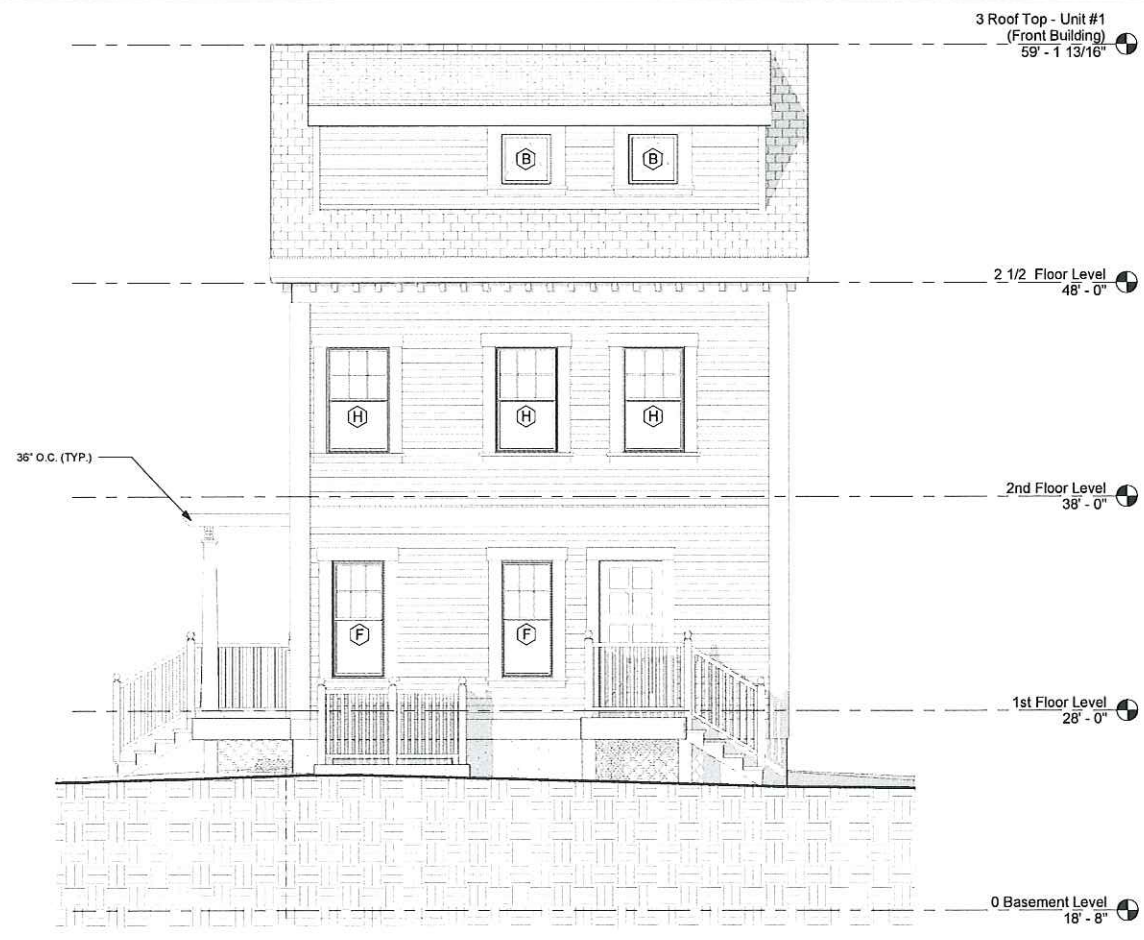 3 Roof Top - Unit #1
(Front Building)
59' - 1 13/16"
B
B
2 1/2 Floor Level
48' - 0"
H
H
H
36" O.C. (TYP.)
2nd Floor Level
38' - 0"
F
F
1st Floor Level
28' - 0"
0 Basement Level
18' - 8"